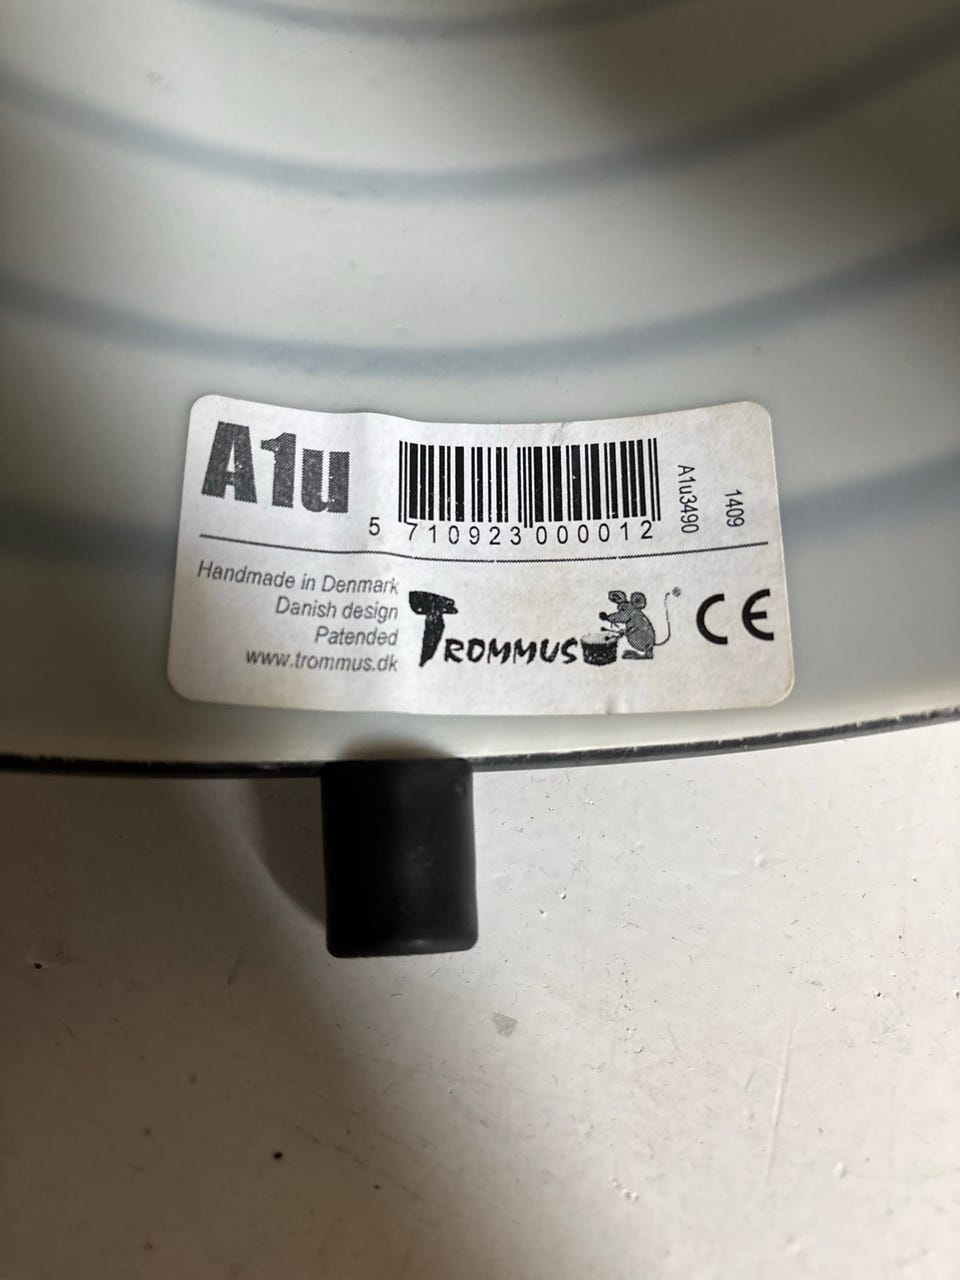 A1u
5 710923 000012
A1u3490
1409
Handmade in Denmark
Danish design
Patended
www.trommus.dk
TROMMUS®
CE